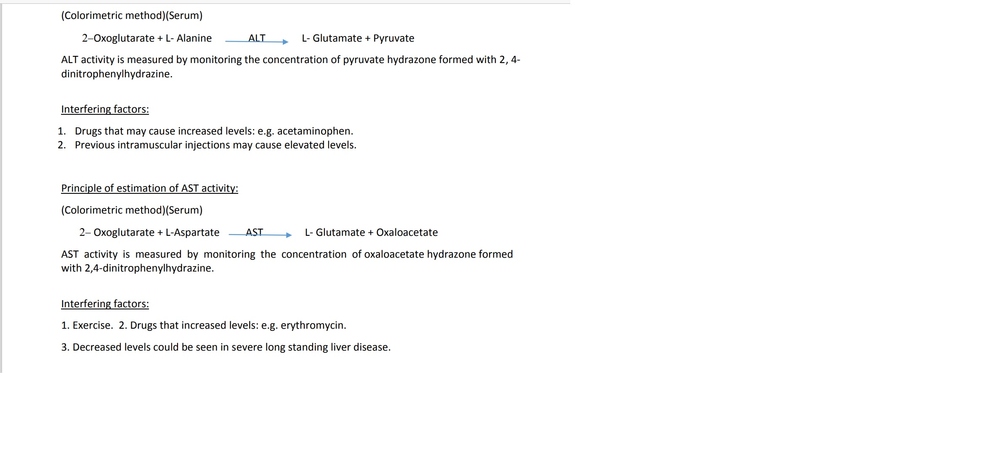 (Colorimetric method)(Serum)
2–Oxoglutarate + L- Alanine ALT L- Glutamate + Pyruvate
ALT activity is measured by monitoring the concentration of pyruvate hydrazone formed with 2, 4-
dinitrophenylhydrazine.
Interfering factors:
1. Drugs that may cause increased levels: e.g. acetaminophen.
2. Previous intramuscular injections may cause elevated levels.
Principle of estimation of AST activity:
(Colorimetric method)(Serum)
2– Oxoglutarate + L-Aspartate AST L- Glutamate + Oxaloacetate
AST activity is measured by monitoring the concentration of oxaloacetate hydrazone formed
with 2,4-dinitrophenylhydrazine.
Interfering factors:
1. Exercise. 2. Drugs that increased levels: e.g. erythromycin.
3. Decreased levels could be seen in severe long standing liver disease.